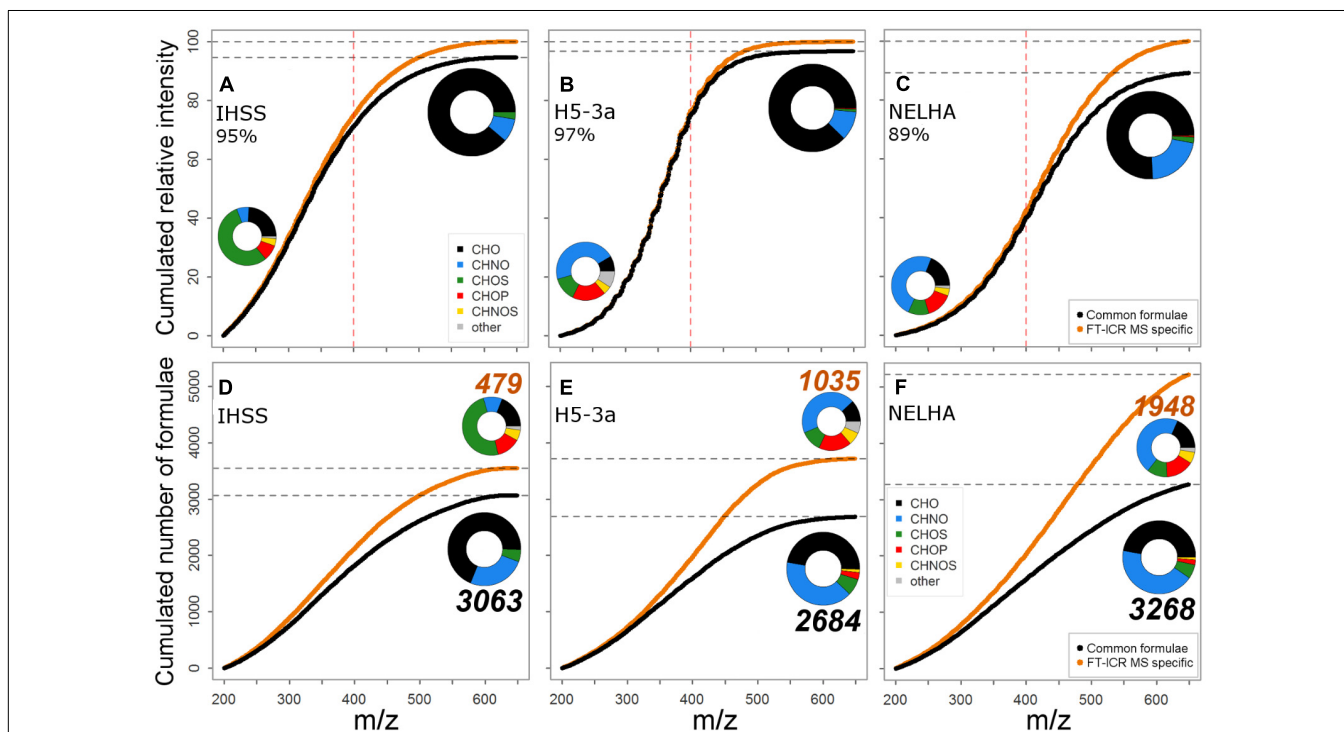 Cumulated relative intensity
100
80
60
40
20
0
A
IHSS
95%
CHO
CHNO
CHOS
CHOP
CHNOS
other
B
H5-3a
97%
C
NELHA
89%
Common formulae
FT-ICR MS specific
Cumulated number of formulae
5000
4000
3000
2000
1000
0
D
IHSS
479
3063
200 300 400 500 600
m/z
E
H5-3a
1035
2684
200 300 400 500 600
m/z
F
NELHA
1948
CHO
CHNO
CHOS
CHOP
CHNOS
other
3268
Common formulae
FT-ICR MS specific
200 300 400 500 600
m/z